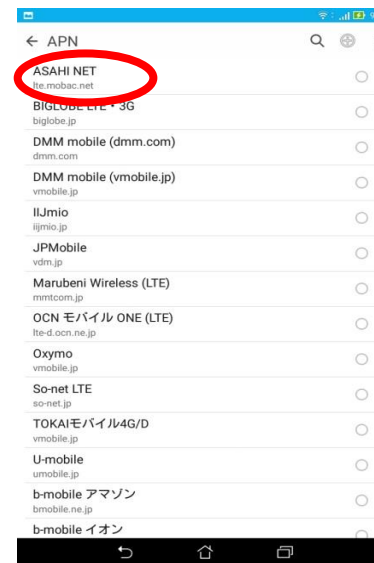 APN
ASAHI NET
lte.mobac.net
BIGLOBE LTE・3G
biglobe.jp
DMM mobile (dmm.com)
dmm.com
DMM mobile (vmobile.jp)
vmobile.jp
IIJmio
iijmio.jp
JPMobile
vdm.jp
Marubeni Wireless (LTE)
mmtcom.jp
OCN モバイル ONE (LTE)
lte-d.ocn.ne.jp
Oxymo
vmobile.jp
So-net LTE
so-net.jp
TOKAIモバイル4G/D
vmobile.jp
U-mobile
umobile.jp
b-mobile アマゾン
bmobile.ne.jp
b-mobile イオン